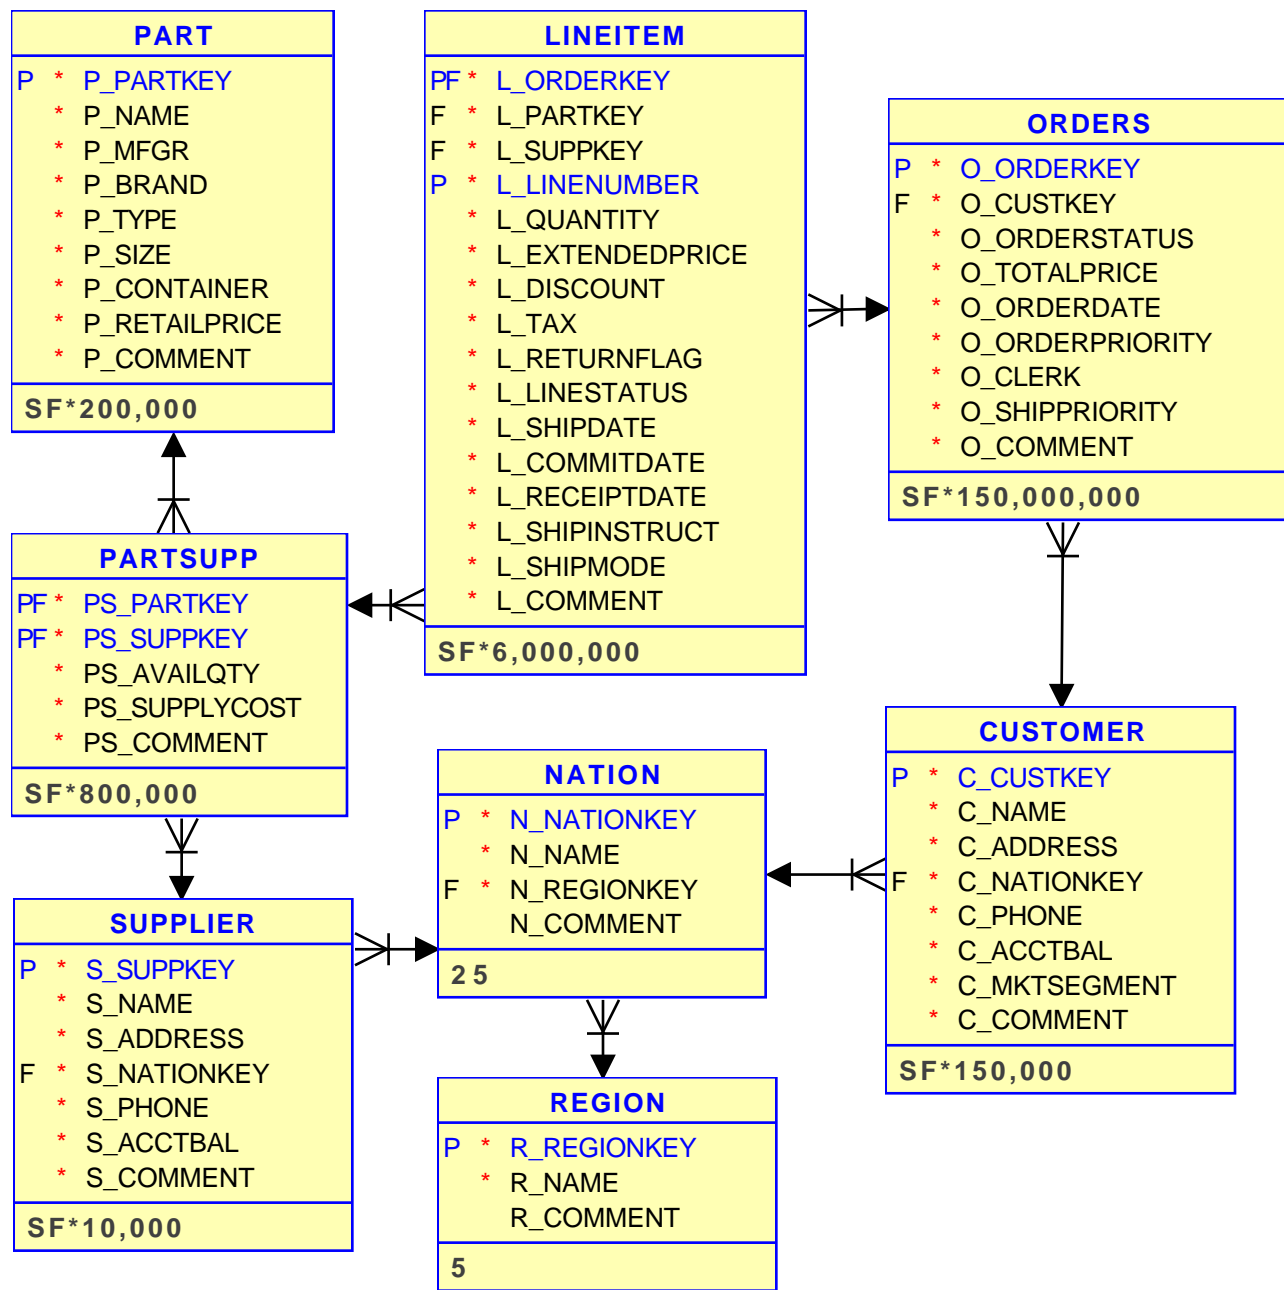 PART
P * P_PARTKEY
* P_NAME
* P_MFGR
* P_BRAND
* P_TYPE
* P_SIZE
* P_CONTAINER
* P_RETAILPRICE
* P_COMMENT
SF*200,000
LINEITEM
PF * L_ORDERKEY
F * L_PARTKEY
F * L_SUPPKEY
P * L_LINENUMBER
* L_QUANTITY
* L_EXTENDEDPRICE
* L_DISCOUNT
* L_TAX
* L_RETURNFLAG
* L_LINESTATUS
* L_SHIPDATE
* L_COMMITDATE
* L_RECEIPTDATE
* L_SHIPINSTRUCT
* L_SHIPMODE
* L_COMMENT
SF*6,000,000
ORDERS
P * O_ORDERKEY
F * O_CUSTKEY
* O_ORDERSTATUS
* O_TOTALPRICE
* O_ORDERDATE
* O_ORDERPRIORITY
* O_CLERK
* O_SHIPPRIORITY
* O_COMMENT
SF*150,000,000
PARTSUPP
PF * PS_PARTKEY
PF * PS_SUPPKEY
* PS_AVAILQTY
* PS_SUPPLYCOST
* PS_COMMENT
SF*800,000
NATION
P * N_NATIONKEY
* N_NAME
F * N_REGIONKEY
N_COMMENT
25
CUSTOMER
P * C_CUSTKEY
* C_NAME
* C_ADDRESS
F * C_NATIONKEY
* C_PHONE
* C_ACCTBAL
* C_MKTSEGMENT
* C_COMMENT
SF*150,000
SUPPLIER
P * S_SUPPKEY
* S_NAME
* S_ADDRESS
F * S_NATIONKEY
* S_PHONE
* S_ACCTBAL
* S_COMMENT
SF*10,000
REGION
P * R_REGIONKEY
* R_NAME
R_COMMENT
5